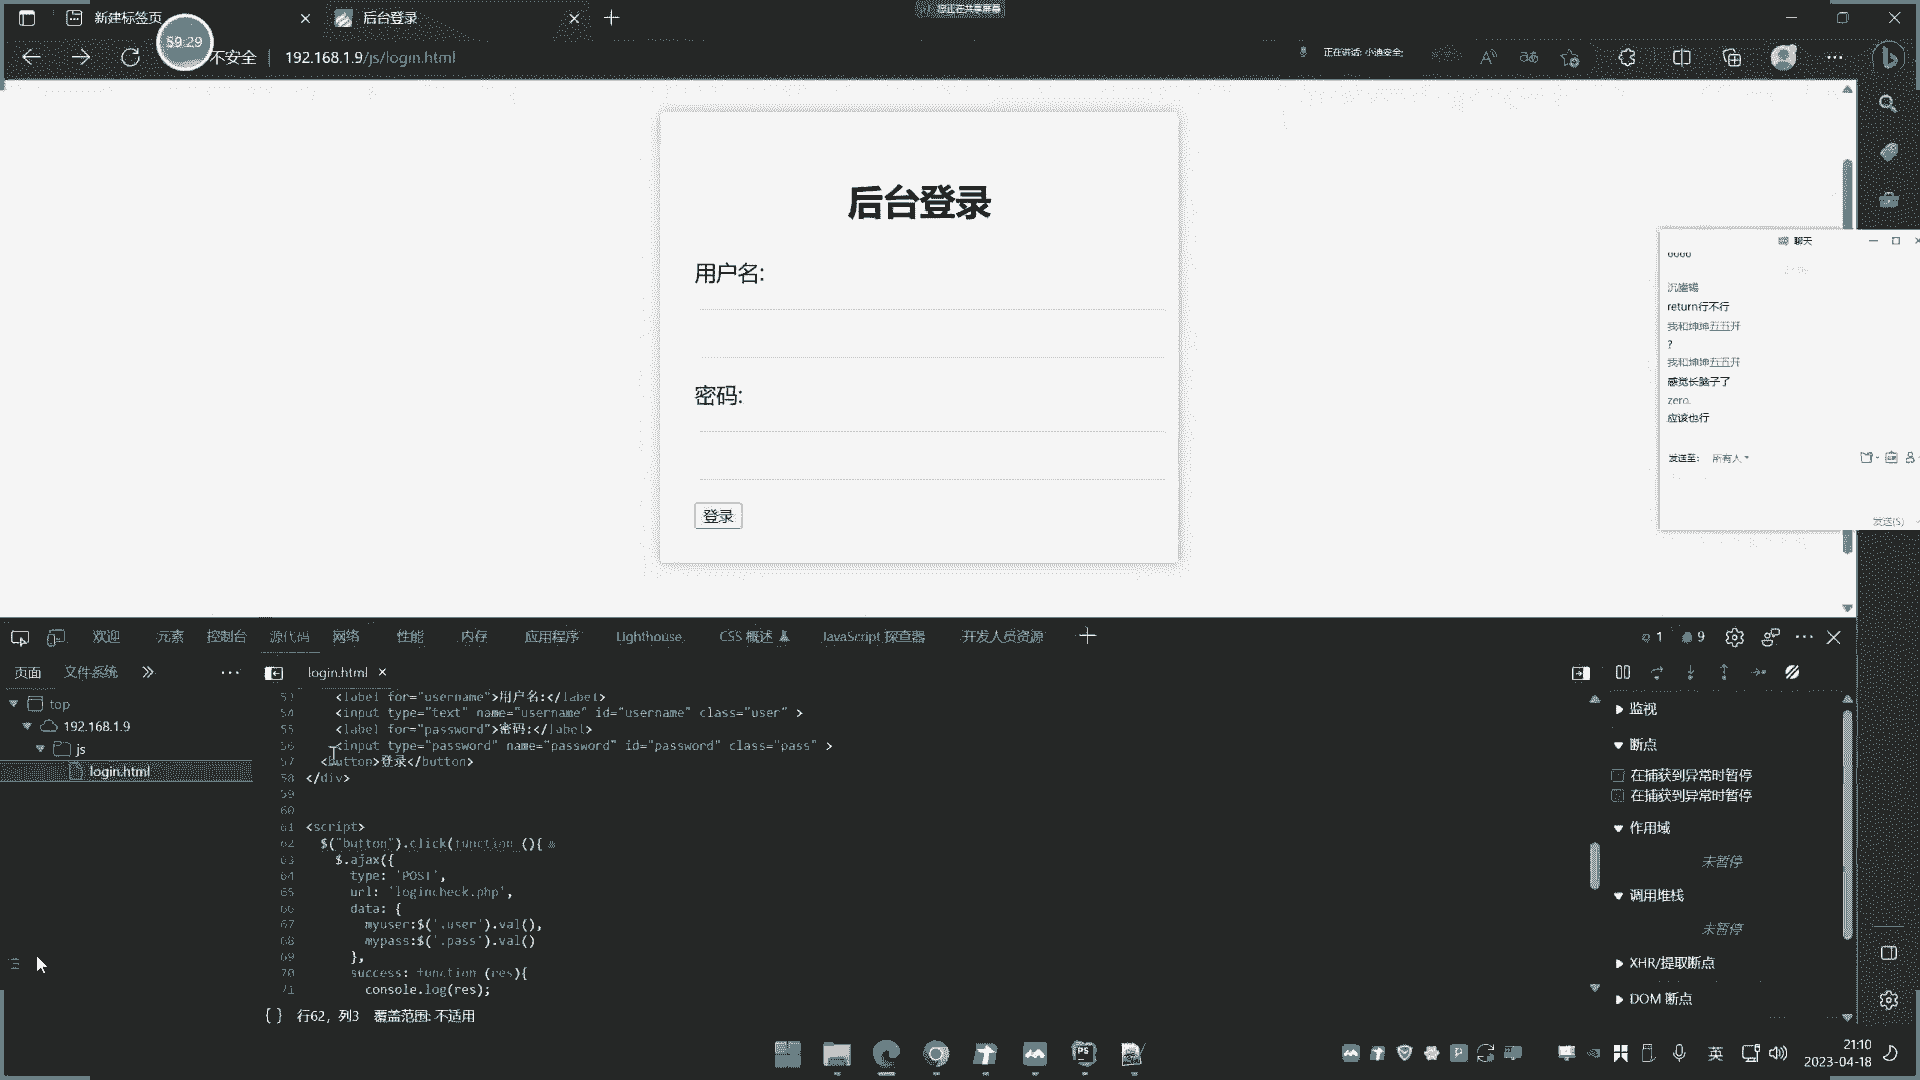 新建标签页
后台登录
您正在共享屏幕
59:29
不安全
192.168.1.9/js/login.html
正在讲话: 小迪安全;
后台登录
用户名:
密码:
登录
聊天
return行不行
我和坤坤五五开
?
我和坤坤五五开
感觉长脑子了
zero.
应该也行
发送至: 所有人
发送(S)
欢迎 元素 控制台 源代码 网络 性能 内存 应用程序 Lighthouse CSS 概述 JavaScript 探查器 开发人员资源
1 9
页面 文件系统
login.html
top
192.168.1.9
js
login.html
53 <label for="username">用户名:</label>
54 <input type="text" name="username" id="username" class="user" >
55 <label for="password">密码:</label>
56 <input type="password" name="password" id="password" class="pass" >
57 <button>登录</button>
58 </div>
59
60
61 <script>
62 $("button").click(function (){
63 $.ajax({
64 type: 'POST',
65 url: 'logincheck.php',
66 data: {
67 myuser:$('.user').val(),
68 mypass:$('.pass').val()
69 },
70 success: function (res){
71 console.log(res);
{ } 行62，列3 覆盖范围: 不适用
监视
断点
在捕获到异常时暂停
在捕获到异常时暂停
作用域
未暂停
调用堆栈
未暂停
XHR/提取断点
DOM 断点
英
21:10
2023-04-18